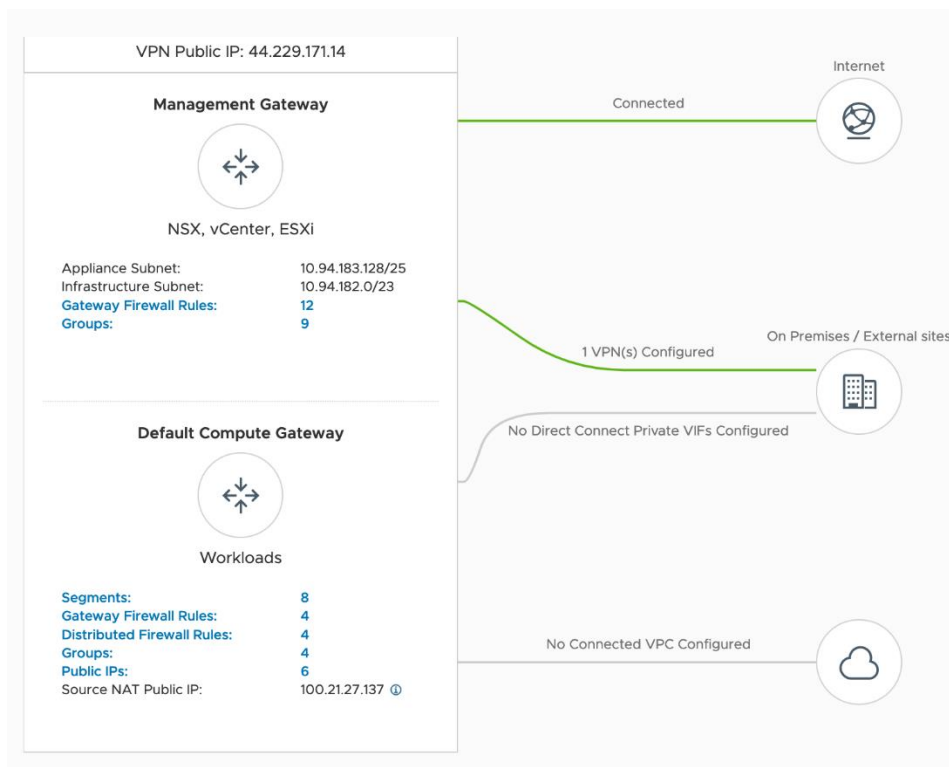 VPN Public IP: 44.229.171.14
Management Gateway
NSX, vCenter, ESXi
Appliance Subnet: 10.94.183.128/25
Infrastructure Subnet: 10.94.182.0/23
Gateway Firewall Rules: 12
Groups: 9
Default Compute Gateway
Workloads
Segments: 8
Gateway Firewall Rules: 4
Distributed Firewall Rules: 4
Groups: 4
Public IPs: 6
Source NAT Public IP: 100.21.27.137
Internet
Connected
On Premises / External sites
1 VPN(s) Configured
No Direct Connect Private VIFs Configured
No Connected VPC Configured